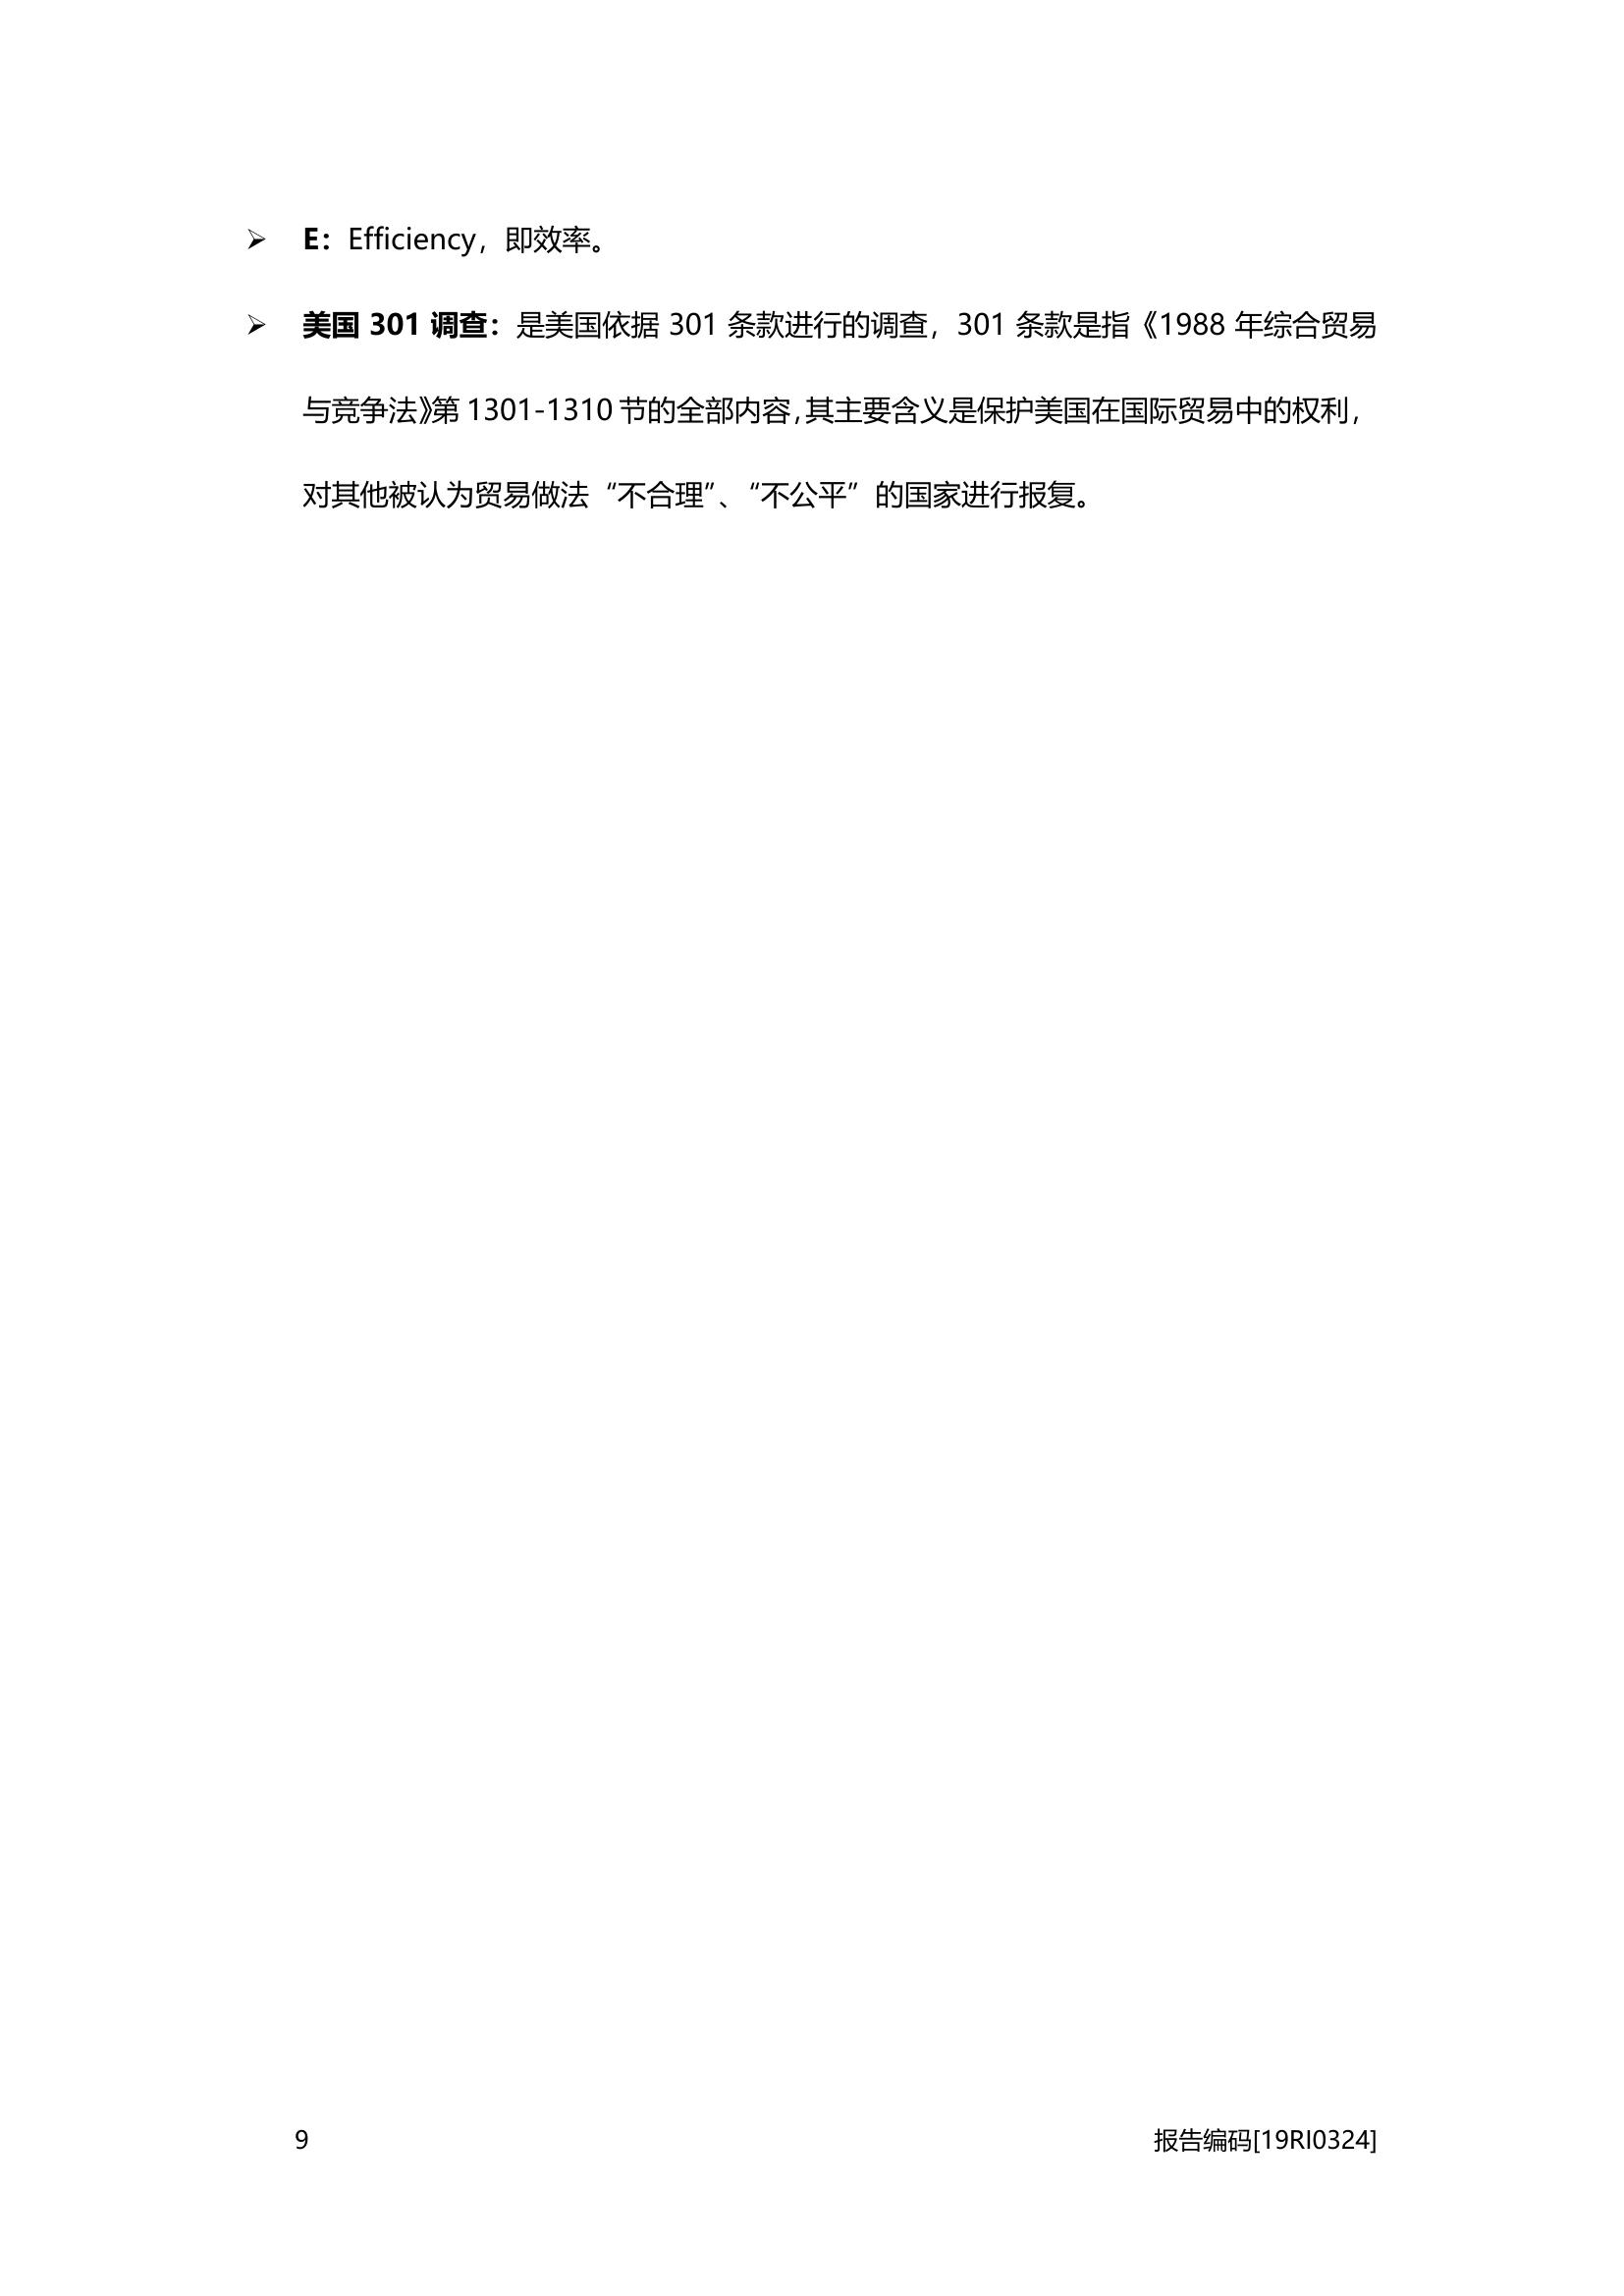 ➢ E：Efficiency，即效率。
➢ 美国 301 调查：是美国依据 301 条款进行的调查，301 条款是指《1988 年综合贸易
与竞争法》第 1301-1310 节的全部内容，其主要含义是保护美国在国际贸易中的权利，
对其他被认为贸易做法“不合理”、“不公平”的国家进行报复。
9 报告编码[19RI0324]